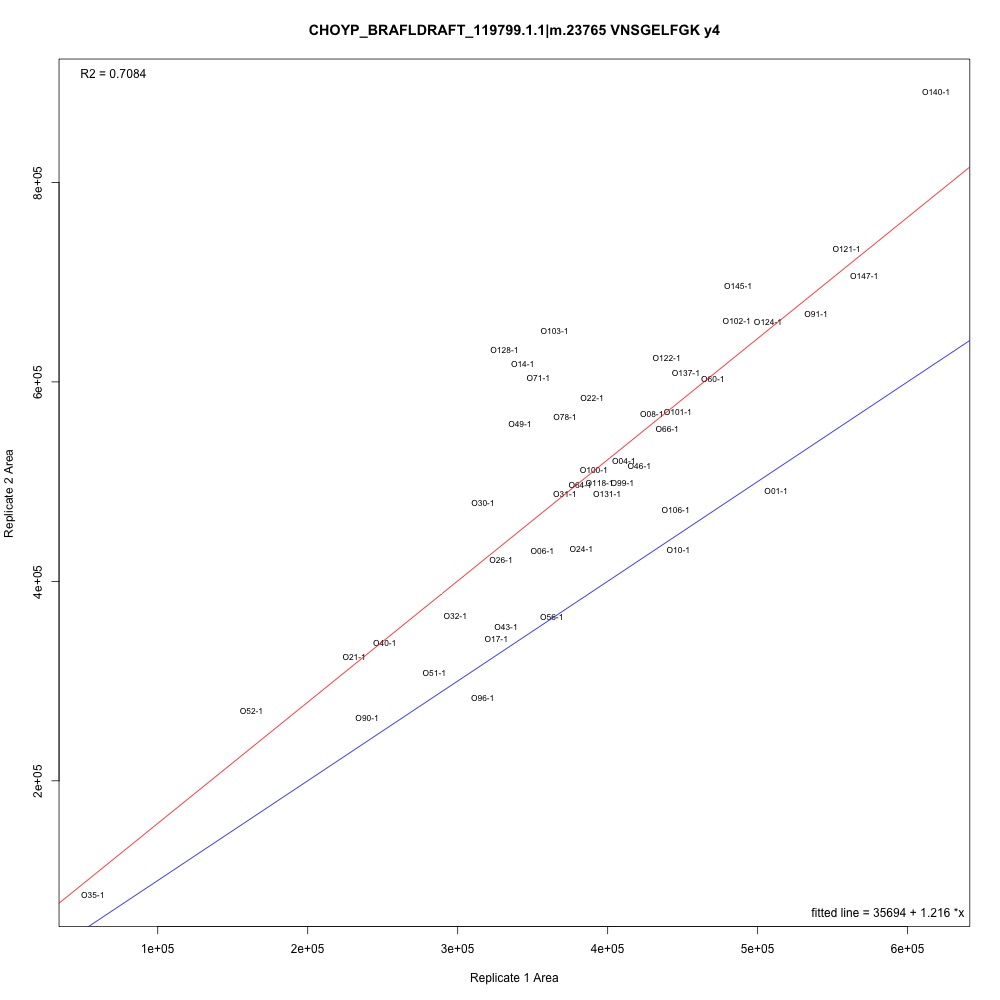 CHOYP_BRAFLDRAFT_119799.1.1|m.23765 VNSGELFGK y4
R2 = 0.7084
O140-1
8e+05
O121-1
O147-1
O145-1
O91-1
O102-1
O124-1
O103-1
O128-1
O122-1
O14-1
O137-1
6e+05
O71-1
O60-1
O22-1
O78-1
O08-1
O101-1
O49-1
O66-1
O04-1
O46-1
O100-1
O64-1
O118-1
O99-1
O31-1
O131-1
O01-1
O30-1
O106-1
Replicate 2 Area
O06-1
O24-1
O10-1
O26-1
4e+05
O32-1
O56-1
O43-1
O17-1
O40-1
O21-1
O51-1
O96-1
O52-1
O90-1
2e+05
O35-1
fitted line = 35694 + 1.216 *x
1e+05
2e+05
3e+05
4e+05
5e+05
6e+05
Replicate 1 Area